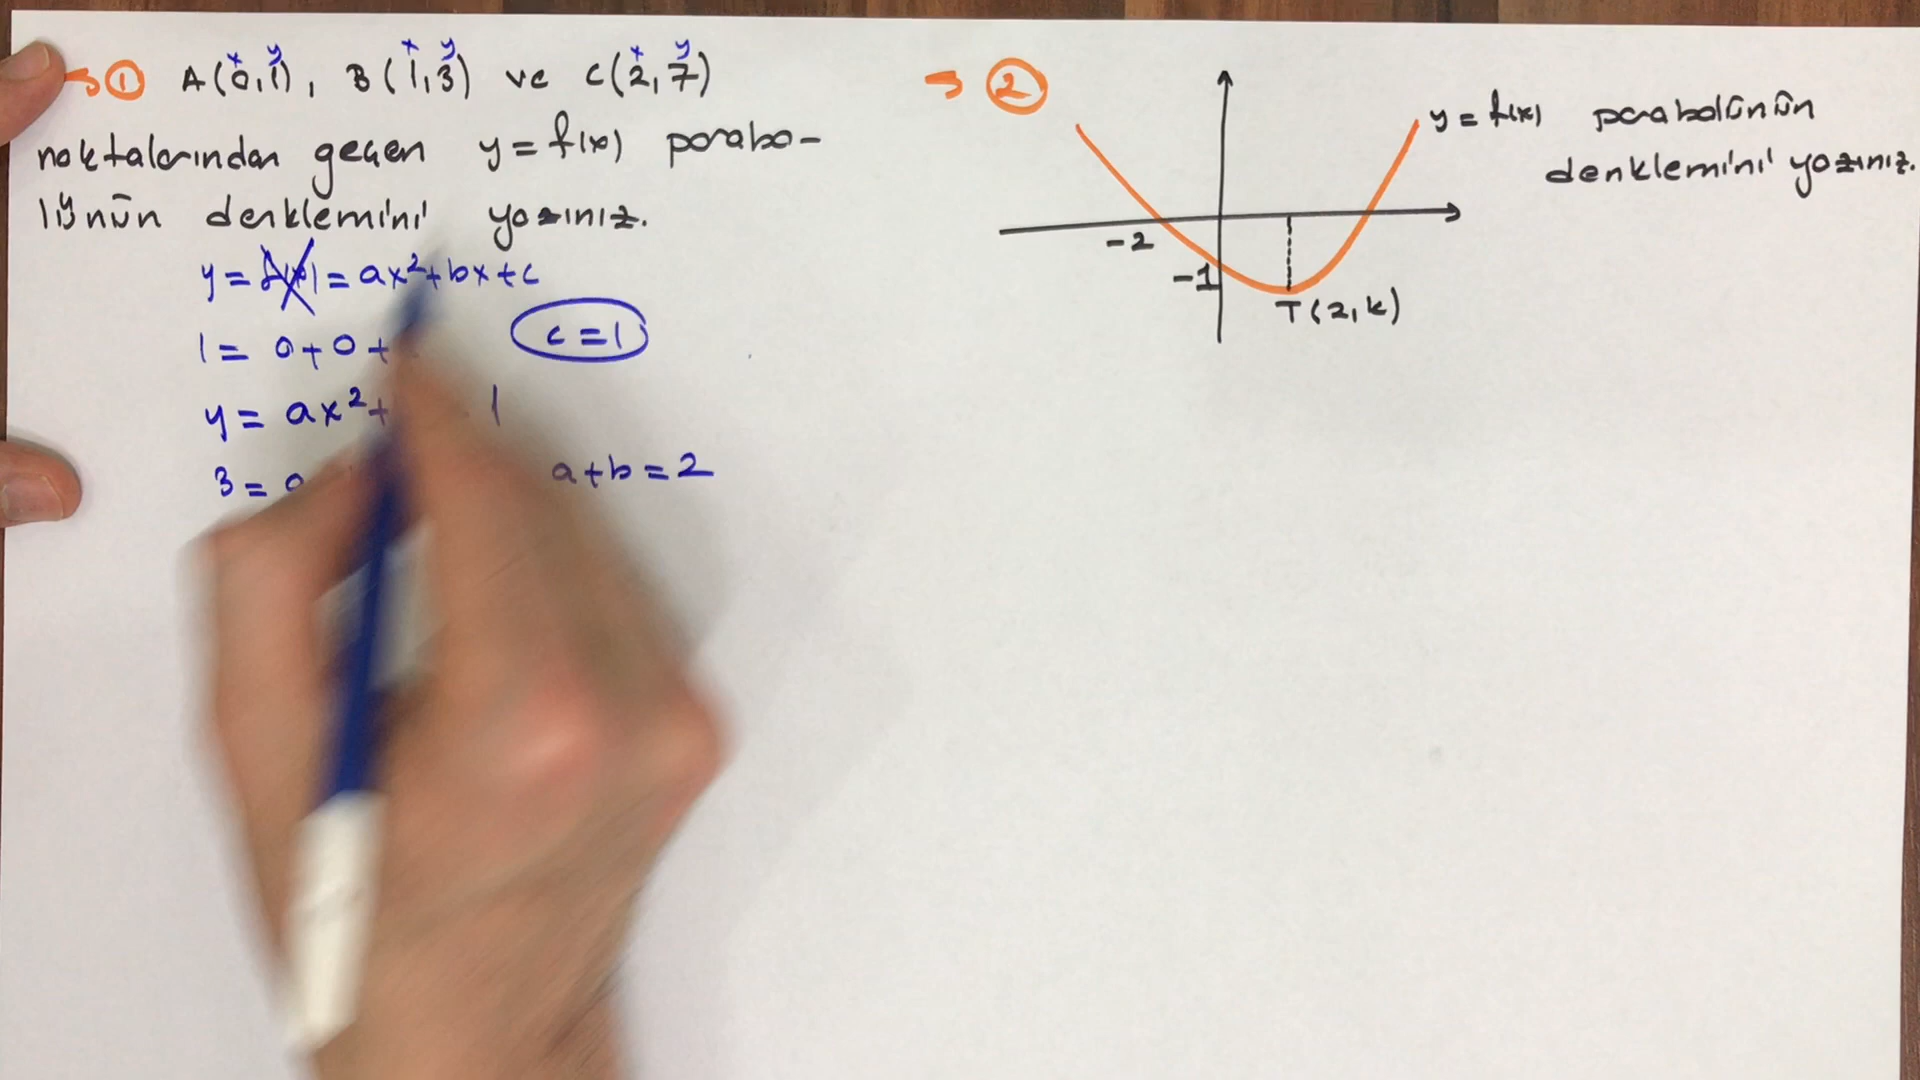 ① A(0,1), B(1,3) ve C(2,7)
x y x y x y
noktalarından geçen y=f(x) parabo-
lünün denklemini yazınız.
y = f(x) = ax²+bx+c
1 = 0+0+
c = 1
y = ax²+ 1
3 = a
a+b=2
② y=f(x) parabolünün
denklemini yazınız.
-2
-1
T(2,k)